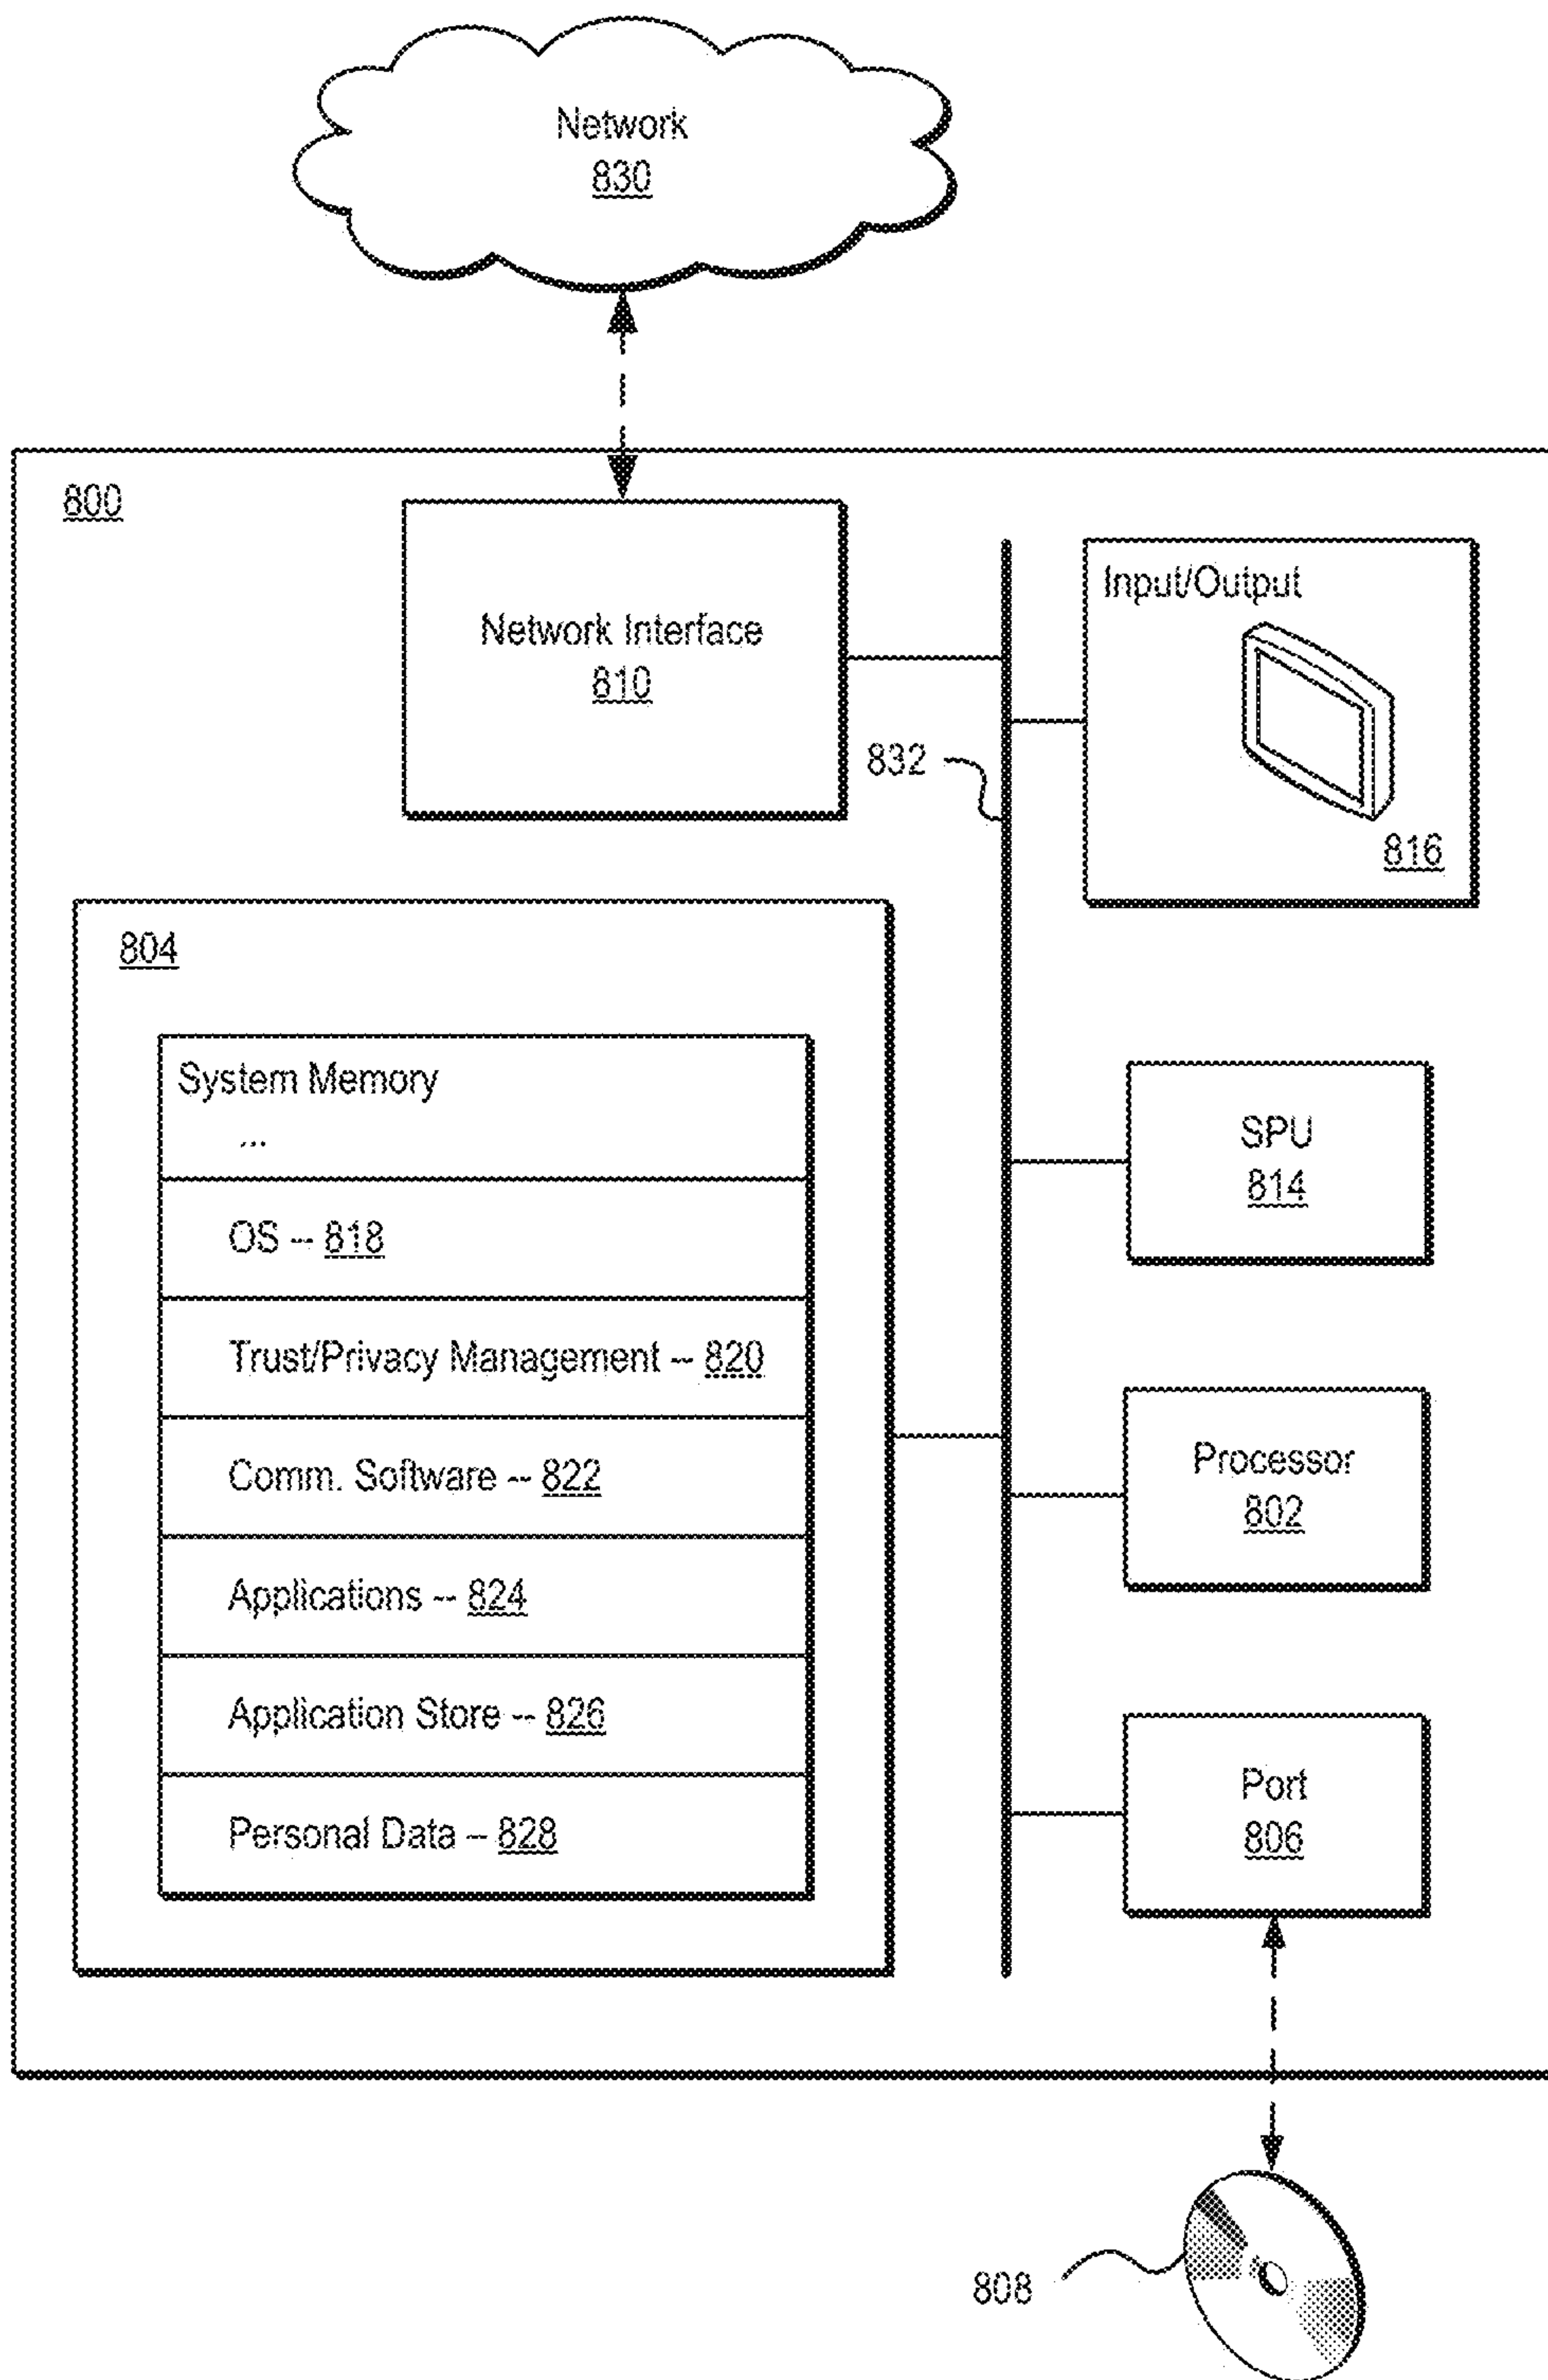 Network
830
800
Network Interface
810
Input/Output
816
832
804
System Memory
...
OS -- 818
Trust/Privacy Management -- 820
Comm. Software -- 822
Applications -- 824
Application Store -- 826
Personal Data -- 828
SPU
814
Processor
802
Port
806
808